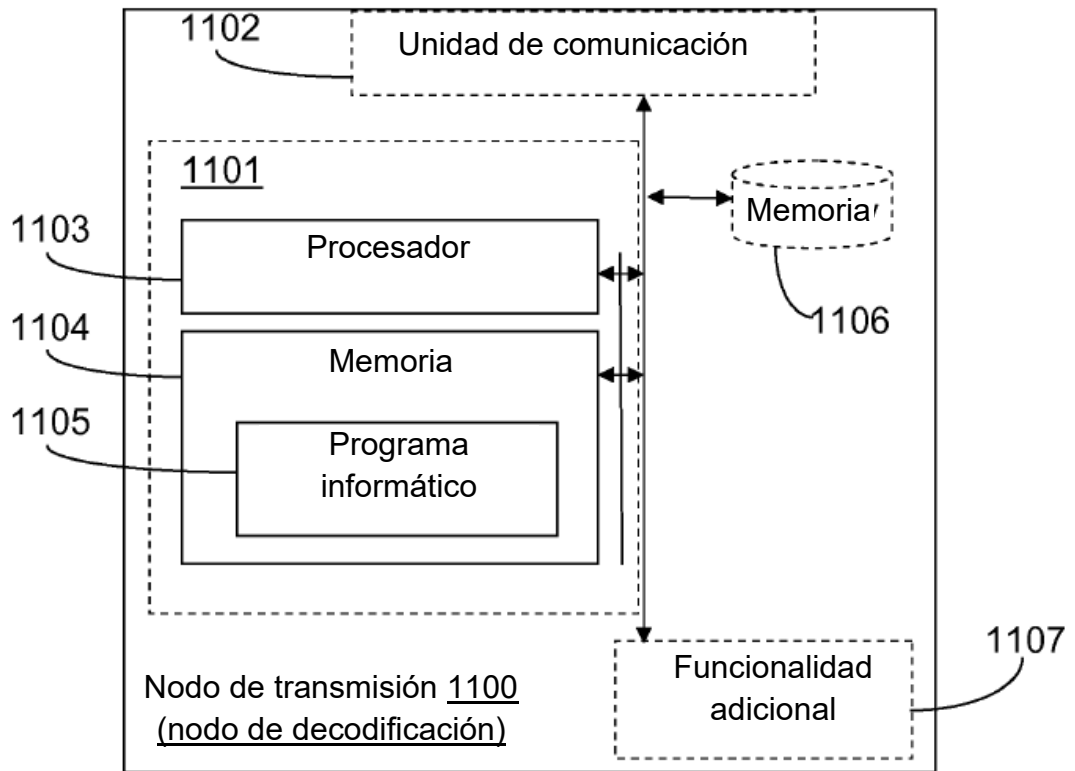 1102
Unidad de comunicación
1101
1103
Procesador
Memoria
1106
1104
Memoria
1105
Programa
informático
1107
Funcionalidad
adicional
Nodo de transmisión 1100
(nodo de decodificación)